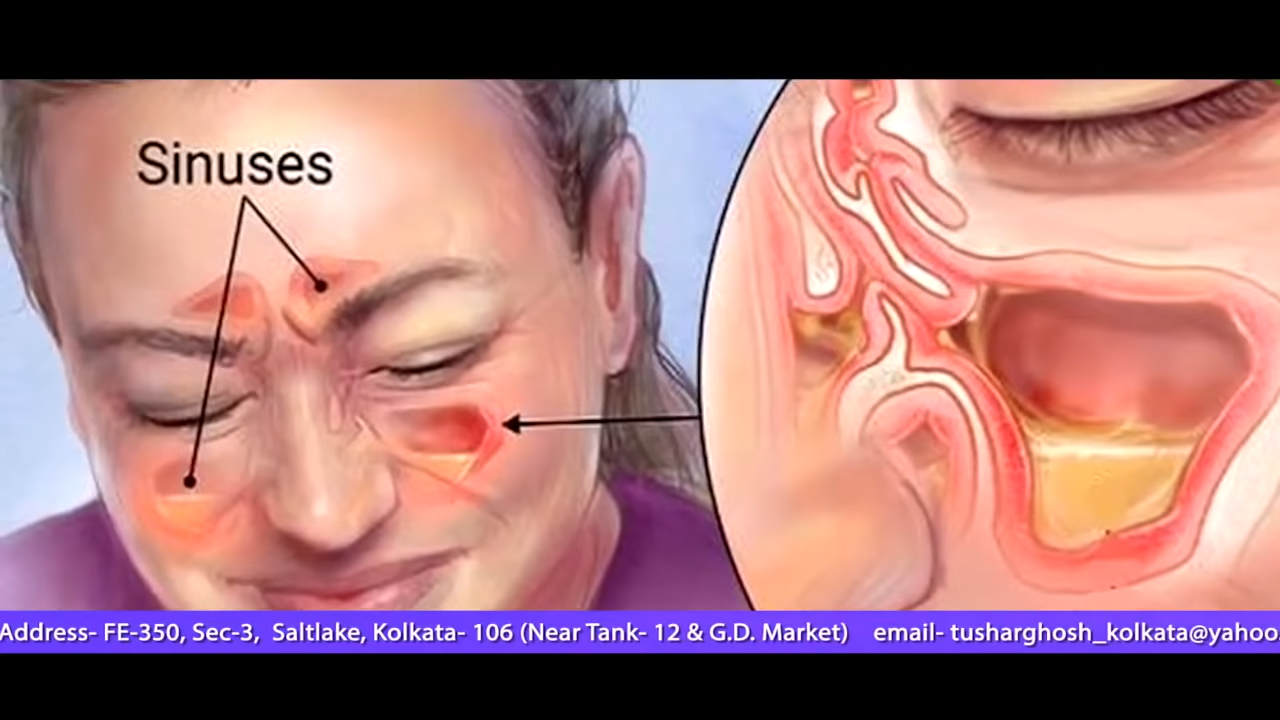 Sinuses
Address- FE-350, Sec-3, Saltlake, Kolkata- 106 (Near Tank- 12 & G.D. Market) email- tusharghosh_kolkata@yahoo